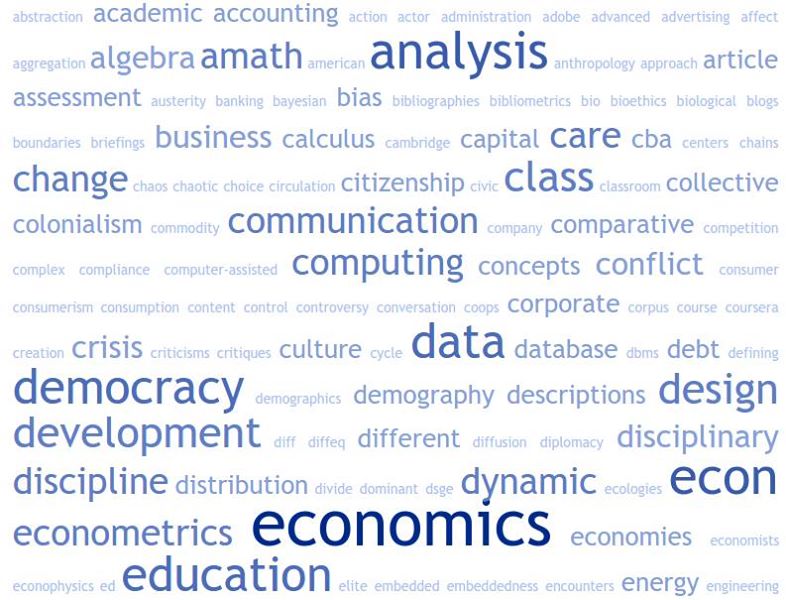 abstraction academic accounting action actor administration adobe advanced advertising affect
aggregation algebra amath american analysis anthropology approach article
assessment austerity banking bayesian bias bibliographies bibliometrics bio bioethics biological blogs
boundaries briefings business calculus cambridge capital care cba centers chains
change chaos chaotic choice circulation citizenship civic class classroom collective
colonialism commodity communication company comparative competition
complex compliance computer-assisted computing concepts conflict consumer
consumerism consumption content control controversy conversation coops corporate corpus course coursera
creation crisis criticisms critiques culture cycle data database dbms debt defining
democracy demographics demography descriptions design
development diff diffeq different diffusion diplomacy disciplinary
discipline distribution divide dominant dsge dynamic ecologies econ
econometrics economics economies economists
econophysics ed education elite embedded embeddedness encounters energy engineering